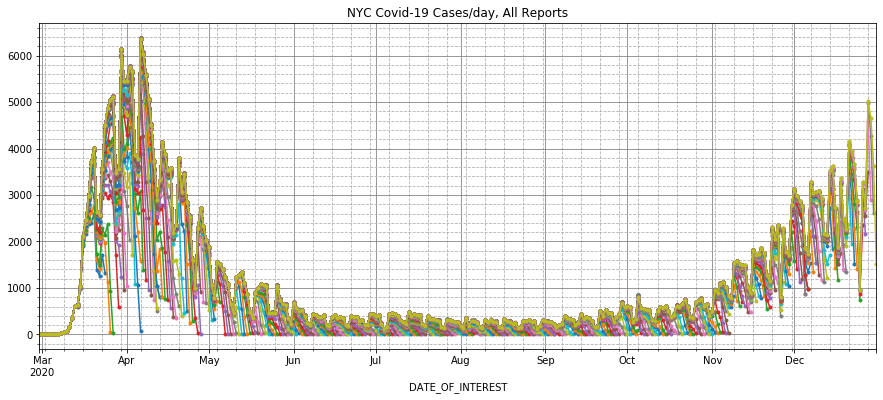 NYC Covid-19 Cases/day, All Reports
6000
5000
4000
3000
2000
1000
0
Mar Apr May Jun Jul Aug Sep Oct Nov Dec
2020
DATE_OF_INTEREST